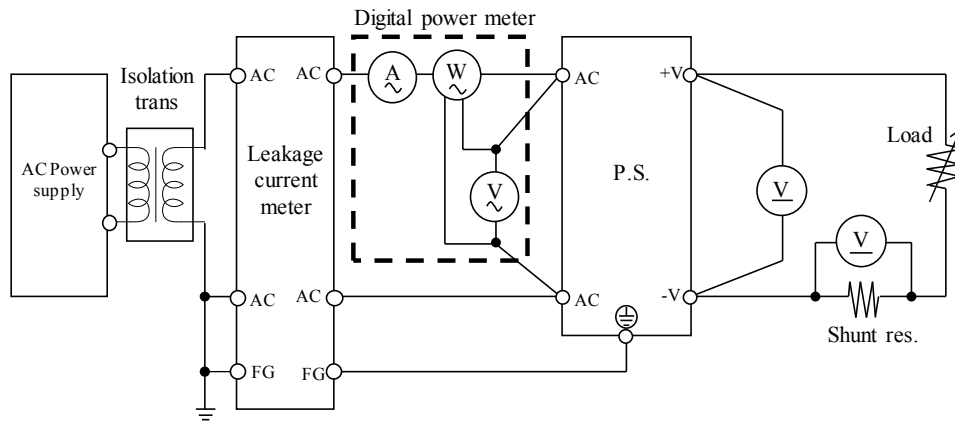 Digital power meter
Isolation
trans
AC
AC
A
W
AC
+V
AC Power
supply
Leakage
current
meter
V
P.S.
V
Load
V
AC
AC
AC
-V
Shunt res.
FG
FG